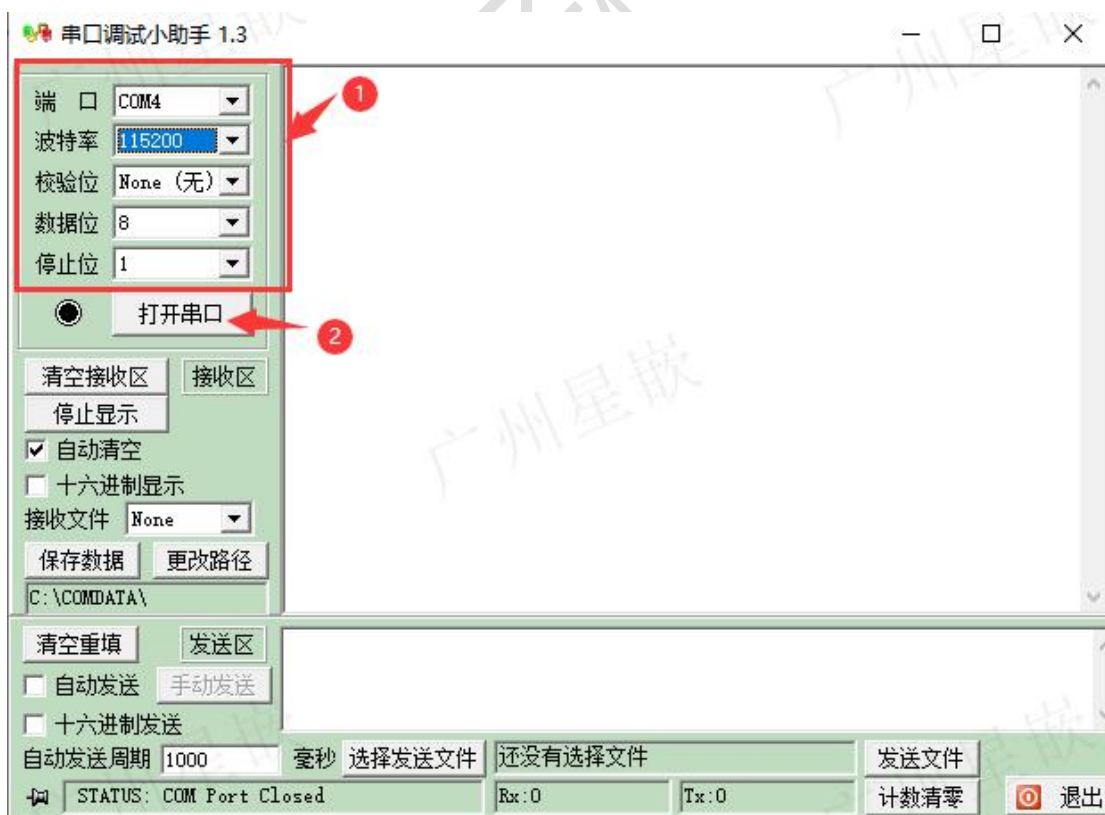 串口调试小助手 1.3
端 口 COM4
波特率 115200
校验位 None (无)
数据位 8
停止位 1
打开串口
1
2
清空接收区 接收区
停止显示
自动清空
十六进制显示
接收文件 None
保存数据 更改路径
C:\COMDATA\
清空重填 发送区
自动发送 手动发送
十六进制发送
自动发送周期 1000 毫秒 选择发送文件 还没有选择文件 发送文件
STATUS: COM Port Closed Rx:0 Tx:0 计数清零 退出
广州星嵌